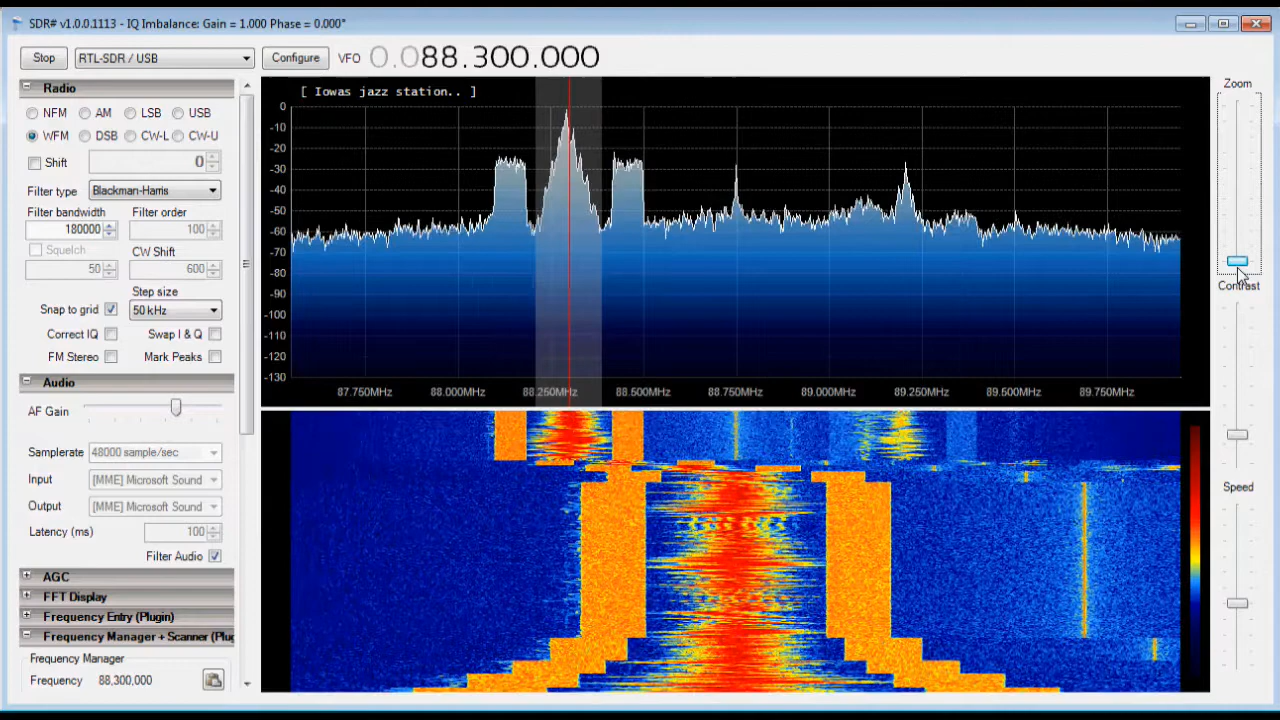 SDR# v1.0.0.1113 - IQ Imbalance: Gain = 1.000 Phase = 0.000°
Stop RTL-SDR / USB Configure VFO 0.088.300.000
Radio
NFM AM LSB USB
WFM DSB CW-L CW-U
Shift 0
Filter type Blackman-Harris
Filter bandwidth Filter order
180000 100
Squelch CW Shift
50 600
Step size
Snap to grid 50 kHz
Correct IQ Swap I & Q
FM Stereo Mark Peaks
Audio
AF Gain
Samplerate 48000 sample/sec
Input [MME] Microsoft Sound
Output [MME] Microsoft Sound
Latency (ms) 100
Filter Audio
AGC
FFT Display
Frequency Entry (Plugin)
Frequency Manager + Scanner (Plug
Frequency Manager
Frequency 88,300,000
[ Iowas jazz station.. ]
0
-10
-20
-30
-40
-50
-60
-70
-80
-90
-100
-110
-120
-130
87.750MHz 88.000MHz 88.250MHz 88.500MHz 88.750MHz 89.000MHz 89.250MHz 89.500MHz 89.750MHz
Zoom
Contrast
Speed